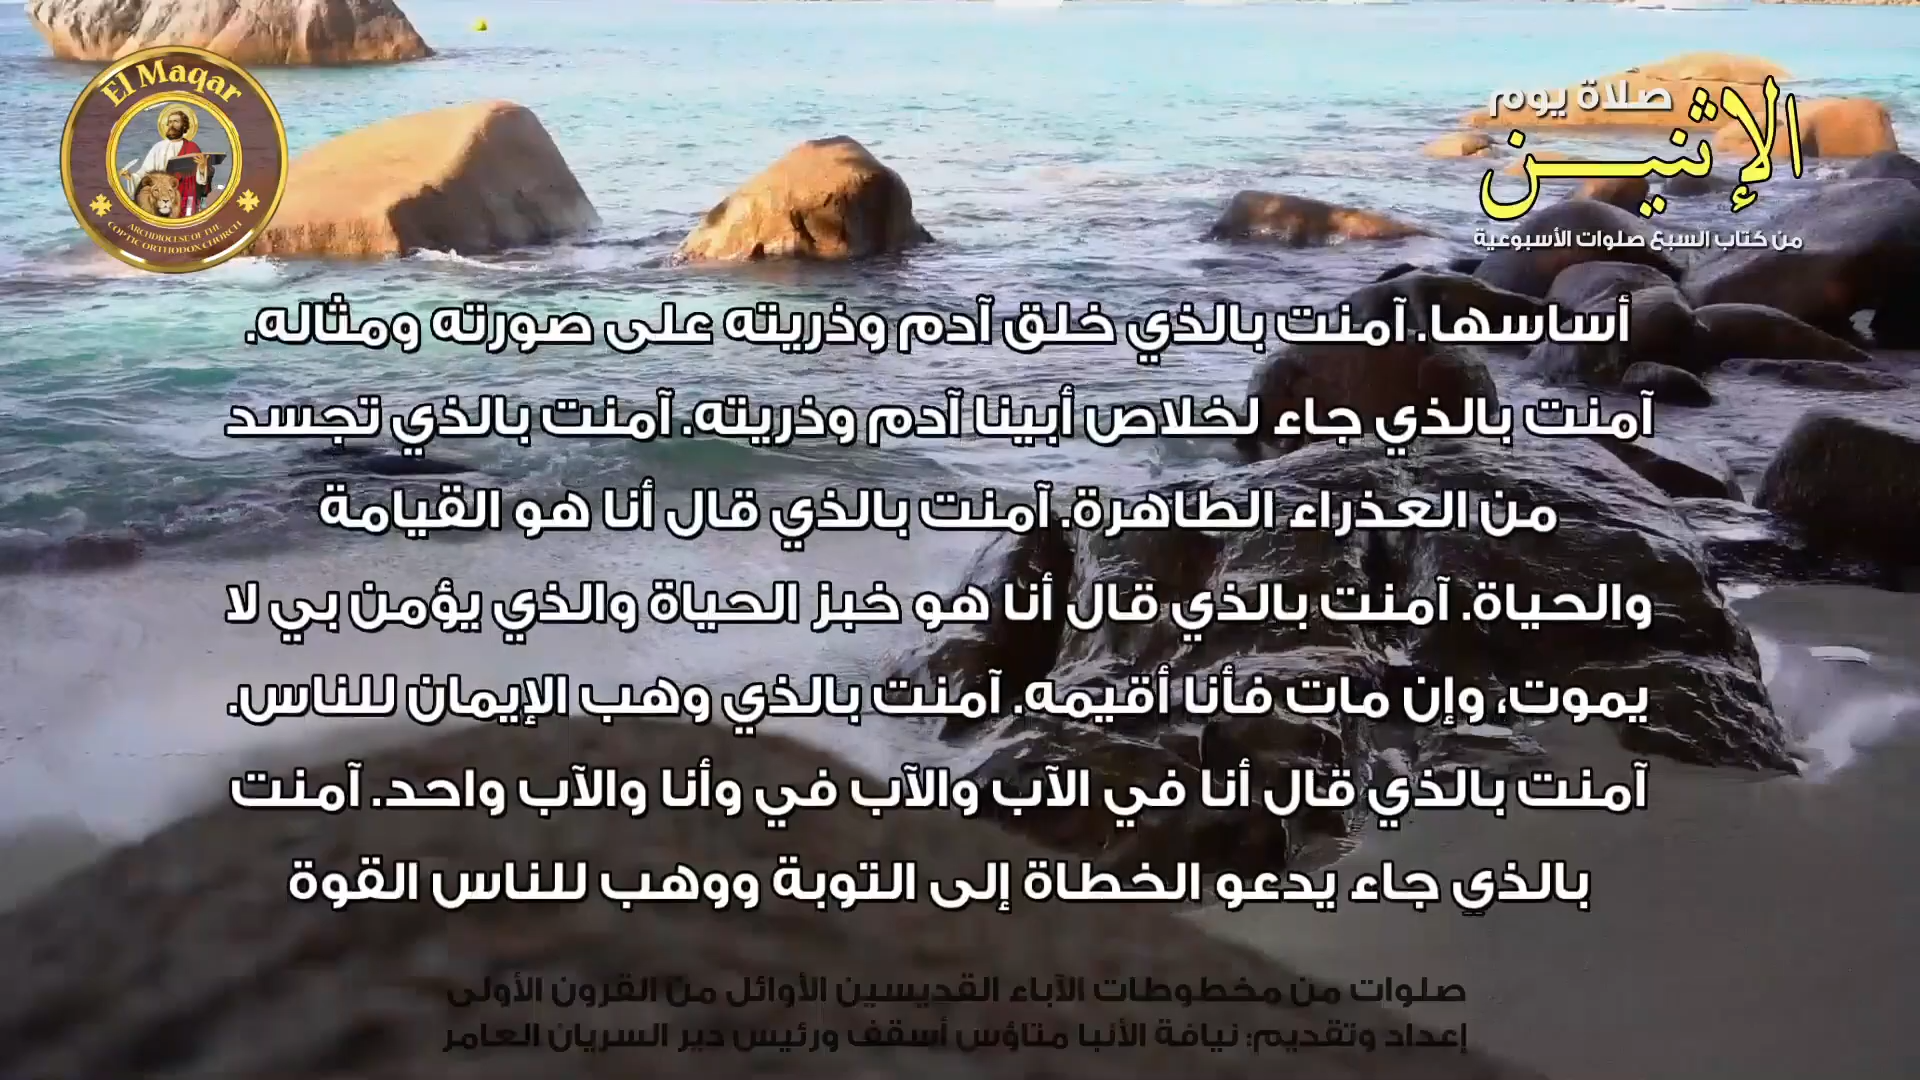 El Maqar
ARCHDIOCESE OF THE
COPTIC ORTHODOX CHURCH
صلاة يوم
الإثنين
من كتاب السبع صلوات الأسبوعية
أساسها. آمنت بالذي خلق آدم وذريته على صورته ومثاله.
آمنت بالذي جاء لخلاص أبينا آدم وذريته. آمنت بالذي تجسد
من العذراء الطاهرة. آمنت بالذي قال أنا هو القيامة
والحياة. آمنت بالذي قال أنا هو خبز الحياة والذي يؤمن بي لا
يموت، وإن مات فأنا أقيمه. آمنت بالذي وهب الإيمان للناس.
آمنت بالذي قال أنا في الآب والآب في وأنا والآب واحد. آمنت
بالذي جاء يدعو الخطاة إلى التوبة ووهب للناس القوة
صلوات من مخطوطات الآباء القديسين الأوائل من القرون الأولى
إعداد وتقديم: نيافة الأنبا متاؤس أسقف ورئيس دير السريان العامر